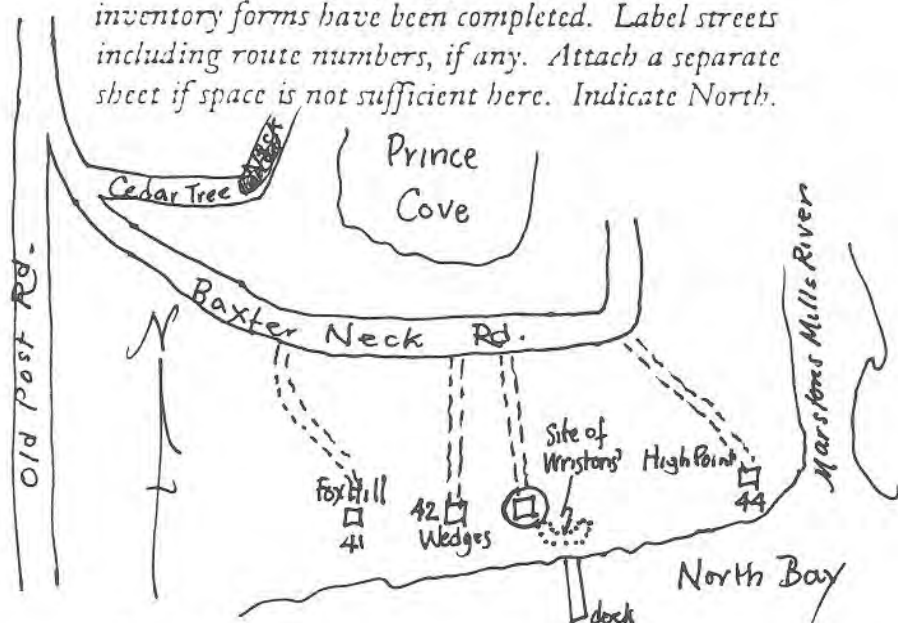 inventory forms have been completed. Label streets
including route numbers, if any. Attach a separate
sheet if space is not sufficient here. Indicate North.
Prince
Cove
Cedar Tree
Neck
Old Post Rd.
Baxter Neck Rd.
Marstons Mills River
N
Site of
Wristons'
High Point
44
Fox Hill
41
42
Wedges
North Bay
dock